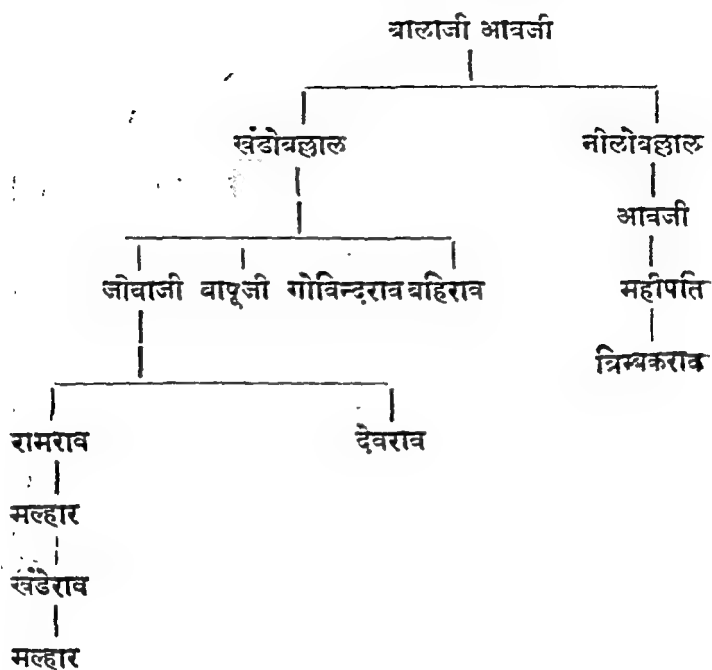 बालाजी आवजी
खंडोबल्लाल नीलोबल्लाल
आवजी
जीवाजी बापूजी गोविन्दराव बहिराव महीपति
त्रिम्बकराव
रामराव देवराव
मल्हार
खंडेराव
मल्हार